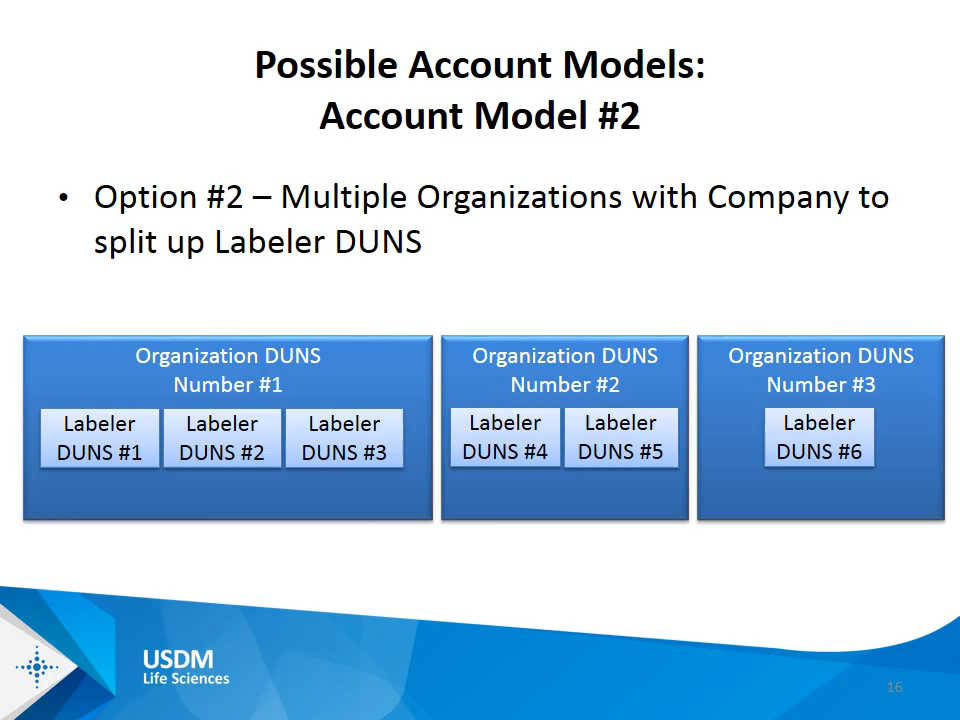 Possible Account Models:
Account Model #2
• Option #2 – Multiple Organizations with Company to
split up Labeler DUNS
Organization DUNS
Number #1
Labeler
DUNS #1
Labeler
DUNS #2
Labeler
DUNS #3
Organization DUNS
Number #2
Labeler
DUNS #4
Labeler
DUNS #5
Organization DUNS
Number #3
Labeler
DUNS #6
USDM
Life Sciences
16